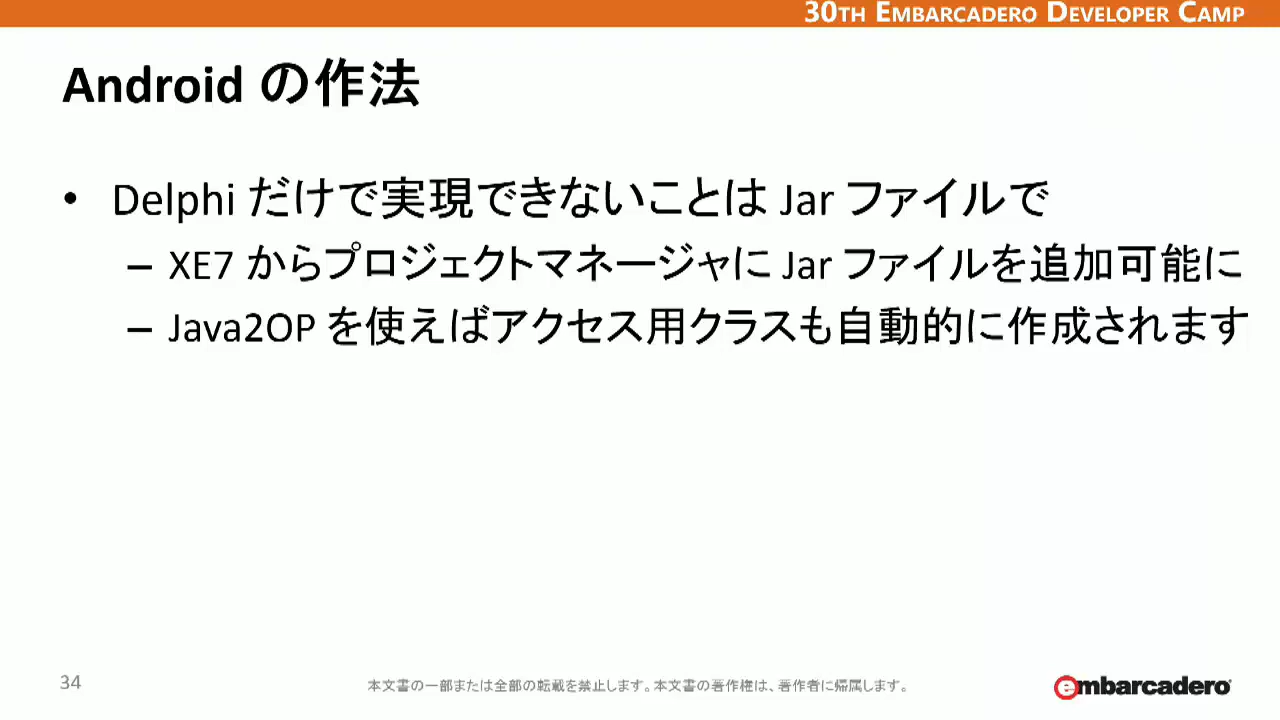 30TH EMBARCADERO DEVELOPER CAMP
Android の作法
• Delphi だけで実現できないことは Jar ファイルで
– XE7 からプロジェクトマネージャに Jar ファイルを追加可能に
– Java2OP を使えばアクセス用クラスも自動的に作成されます
34
本文書の一部または全部の転載を禁止します。本文書の著作権は、著作者に帰属します。
embarcadero